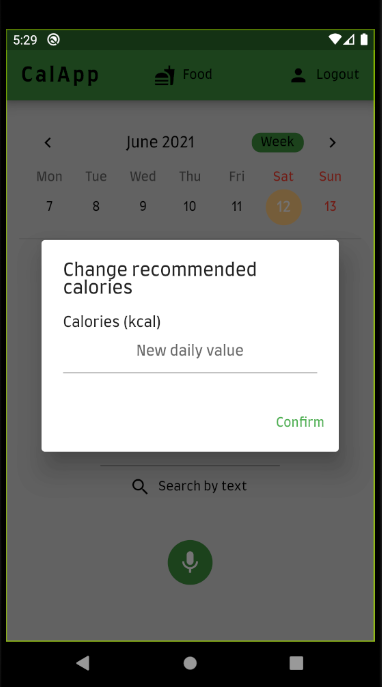 5:29
CalApp Food Logout
June 2021 Week
Mon Tue Wed Thu Fri Sat Sun
7 8 9 10 11 12 13
Change recommended
calories
Calories (kcal)
New daily value
Confirm
Search by text